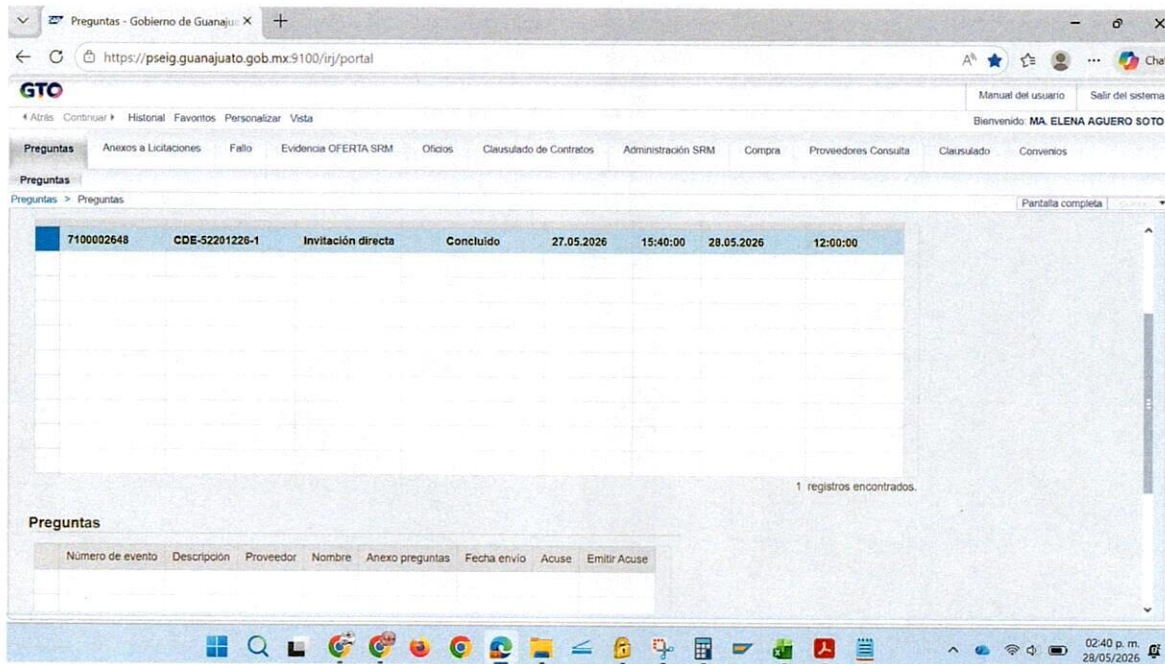 Preguntas - Gobierno de Guanaju
https://pseig.guanajuato.gob.mx:9100/irj/portal
Chat
GTO
Manual del usuario Salir del sistema
Atrás Continuar Historial Favoritos Personalizar Vista
Bienvenido: MA. ELENA AGUERO SOTO
Preguntas Anexos a Licitaciones Fallo Evidencia OFERTA SRM Oficios Clausulado de Contratos Administración SRM Compra Proveedores Consulta Clausulado Convenios
Preguntas
Preguntas > Preguntas
Pantalla completa
7100002648 CDE-52201226-1 Invitación directa Concluido 27.05.2026 15:40:00 28.05.2026 12:00:00
1 registros encontrados.
Preguntas
Número de evento Descripción Proveedor Nombre Anexo preguntas Fecha envío Acuse Emitir Acuse
02:40 p. m.
28/05/2026